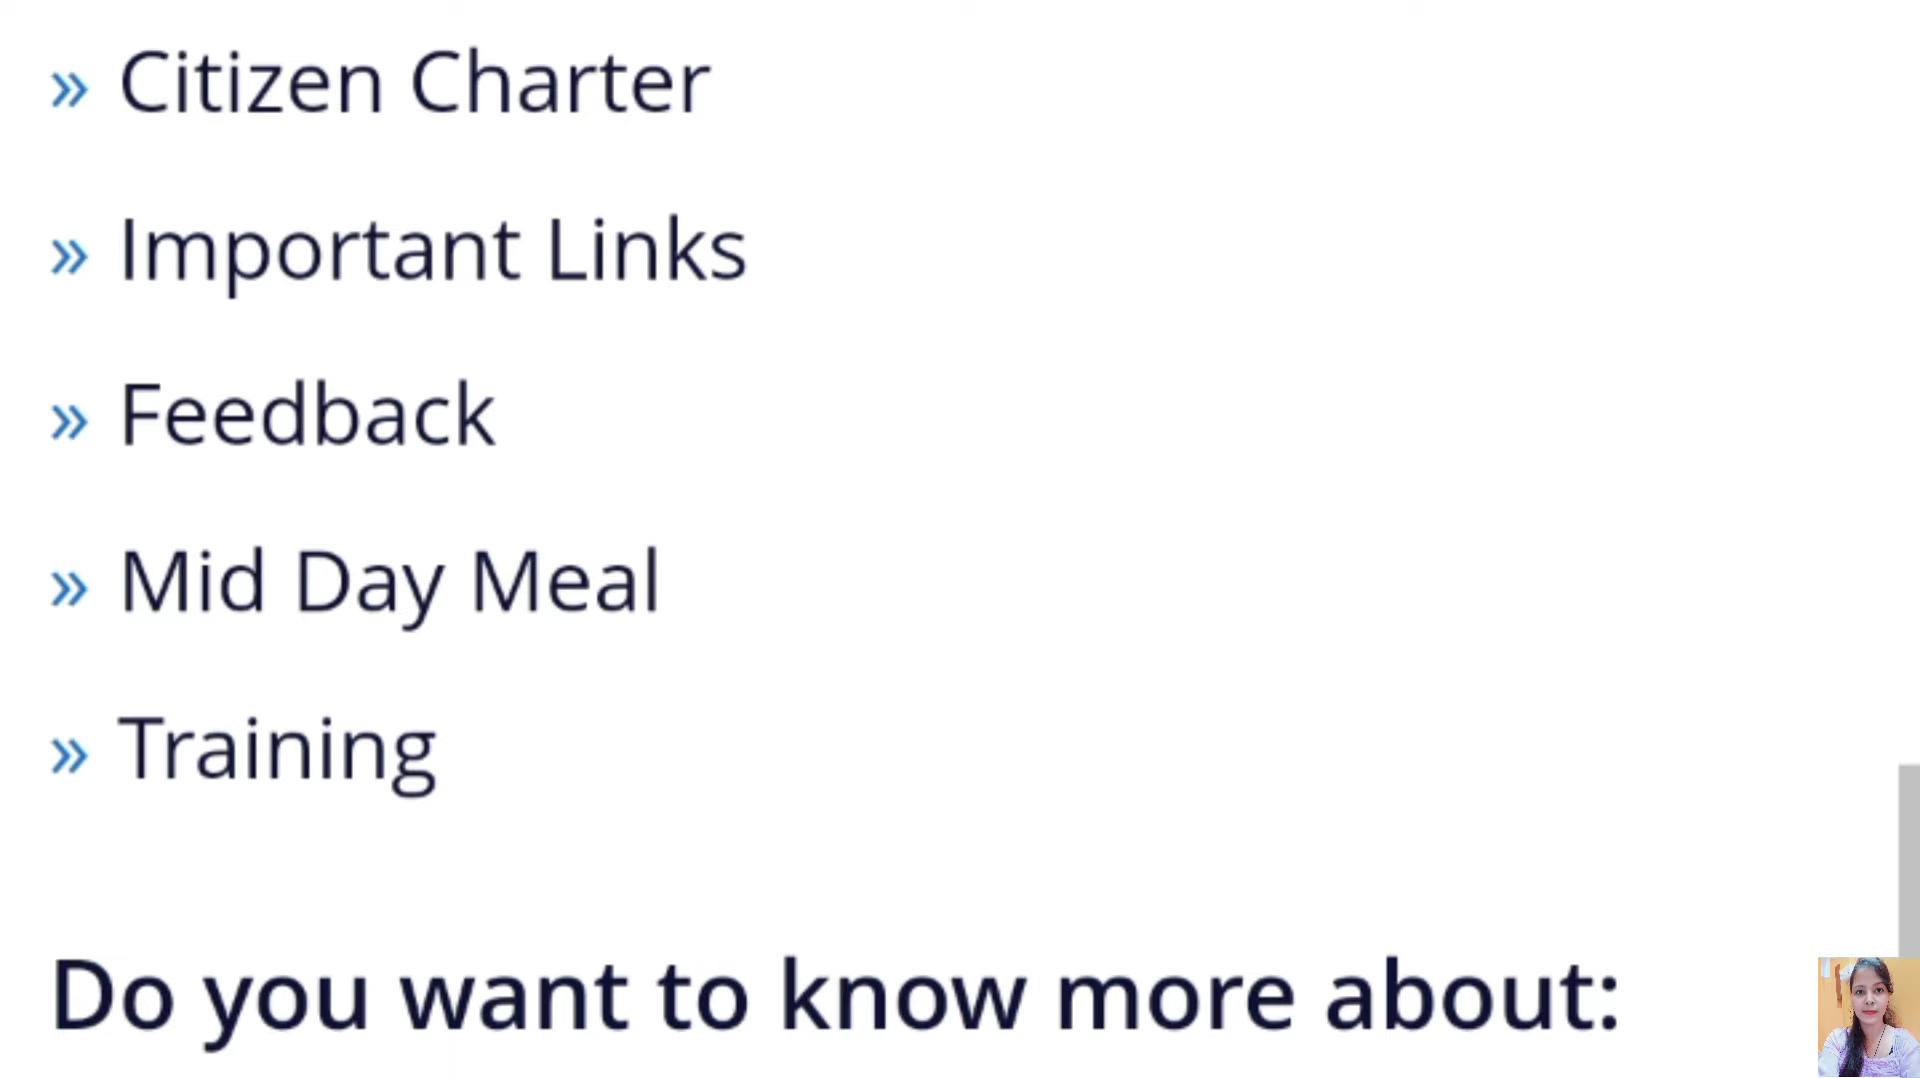 » Citizen Charter
» Important Links
» Feedback
» Mid Day Meal
» Training
Do you want to know more about: